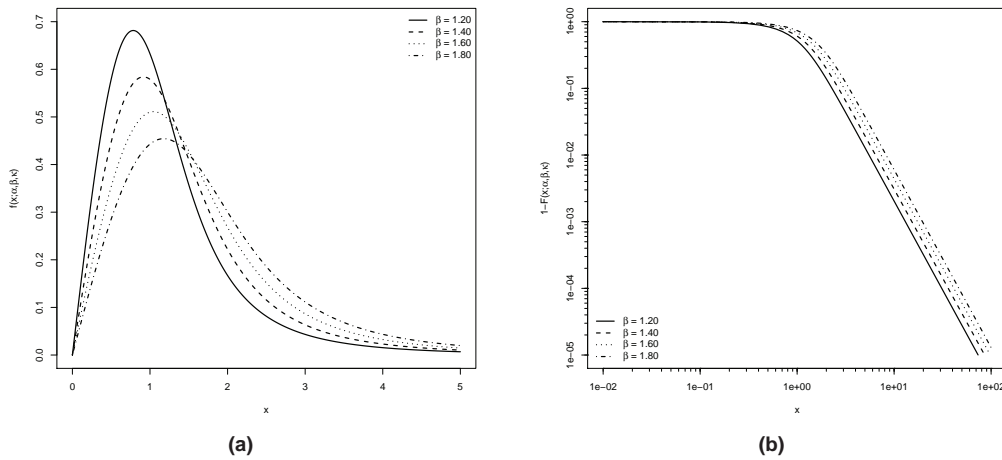 0.7
0.6
0.5
0.4
0.3
0.2
0.1
0.0
f(x;α,β,κ)
0 1 2 3 4 5
x
β = 1.20
β = 1.40
β = 1.60
β = 1.80
(a)
1e+00
1e−01
1e−02
1e−03
1e−04
1e−05
1−F(x;α,β,κ)
1e−02 1e−01 1e+00 1e+01 1e+02
x
β = 1.20
β = 1.40
β = 1.60
β = 1.80
(b)